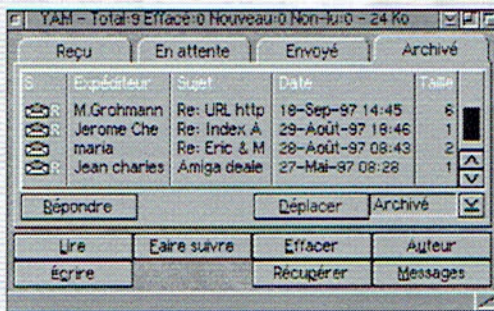 YAM - Total:9 Effacé:0 Nouveau:0 Non-lu:0 - 24 Ko
Reçu En attente Envoyé Archivé
S Expéditeur Sujet Date Taille
R M.Grohmann Re: URL http 18-Sep-97 14:45 6
R Jerome Che Re: Index A 29-Août-97 18:46 1
maria Re: Eric & M 28-Août-97 08:43 2
R Jean charles Amiga deale 27-Mai-97 08:28 1
Répondre Déplacer Archivé
Lire Faire suivre Effacer Auteur
écrire Récupérer Messages